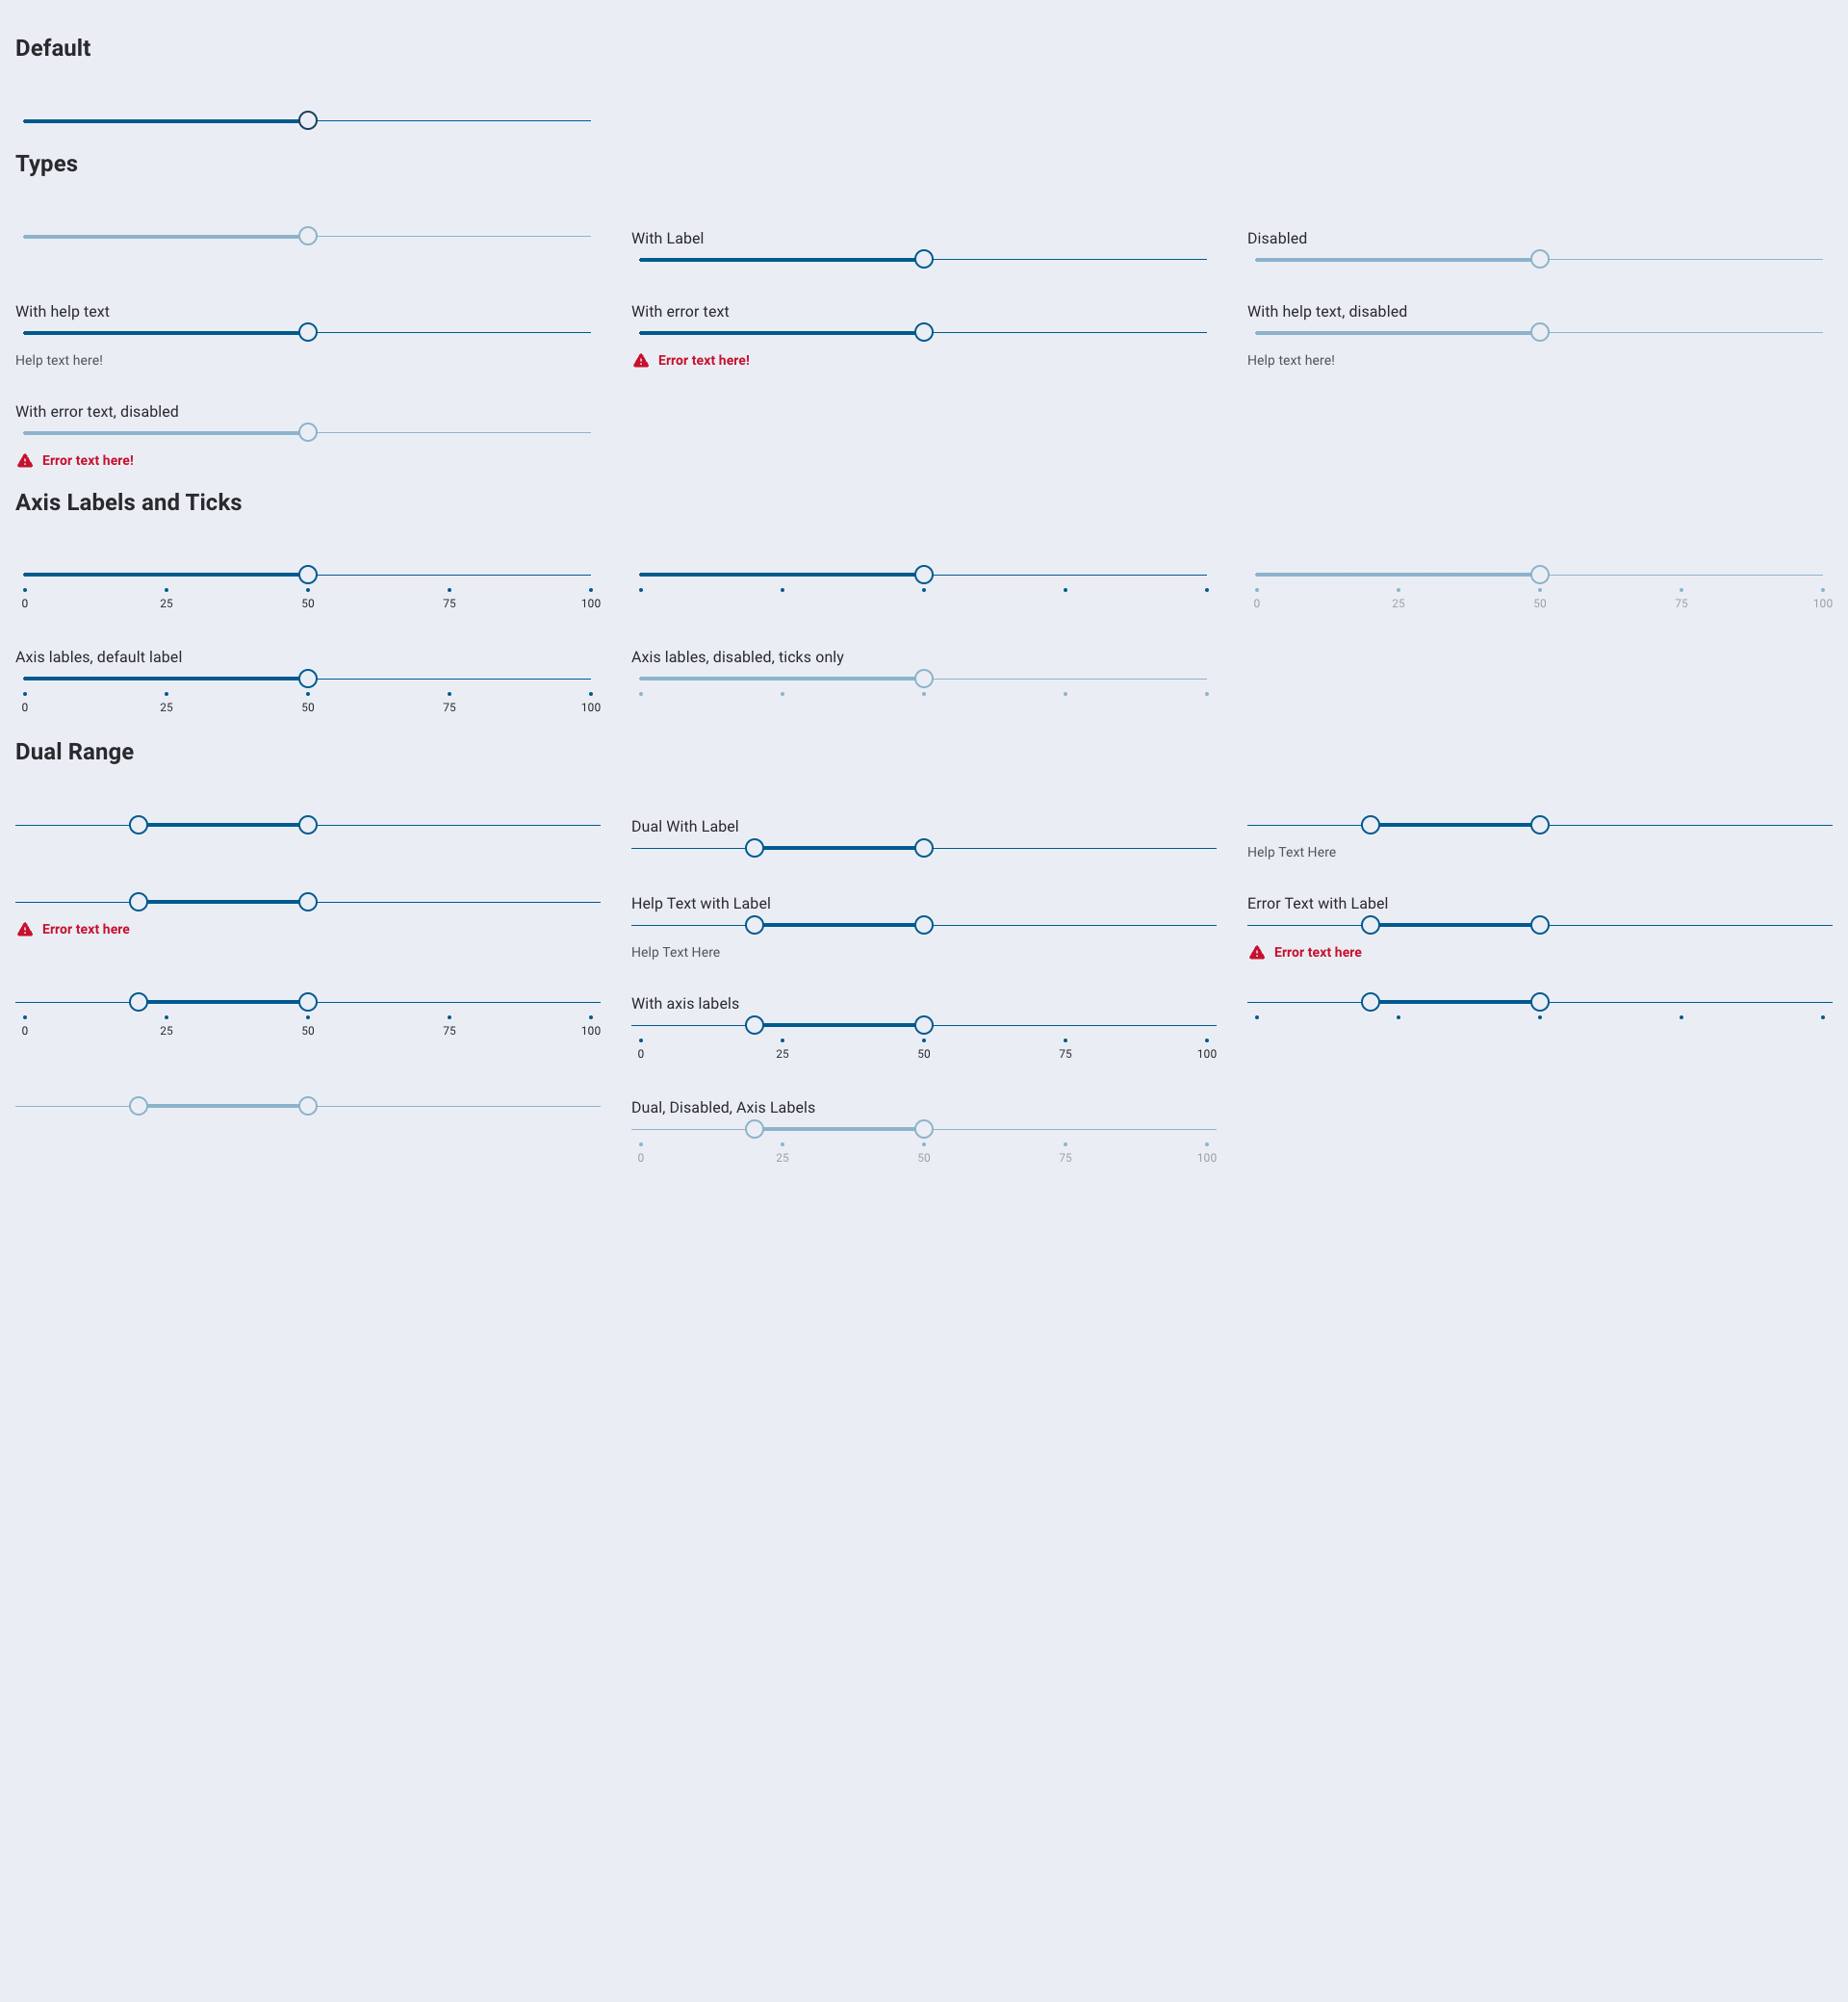 Default
Types
With Label
Disabled
With help text
With error text
With help text, disabled
Help text here!
Error text here!
Help text here!
With error text, disabled
Error text here!
Axis Labels and Ticks
0 25 50 75 100
0 25 50 75 100
Axis lables, default label
Axis lables, disabled, ticks only
0 25 50 75 100
Dual Range
Dual With Label
Help Text Here
Help Text with Label
Error Text with Label
Error text here
Help Text Here
Error text here
With axis labels
0 25 50 75 100
0 25 50 75 100
Dual, Disabled, Axis Labels
0 25 50 75 100